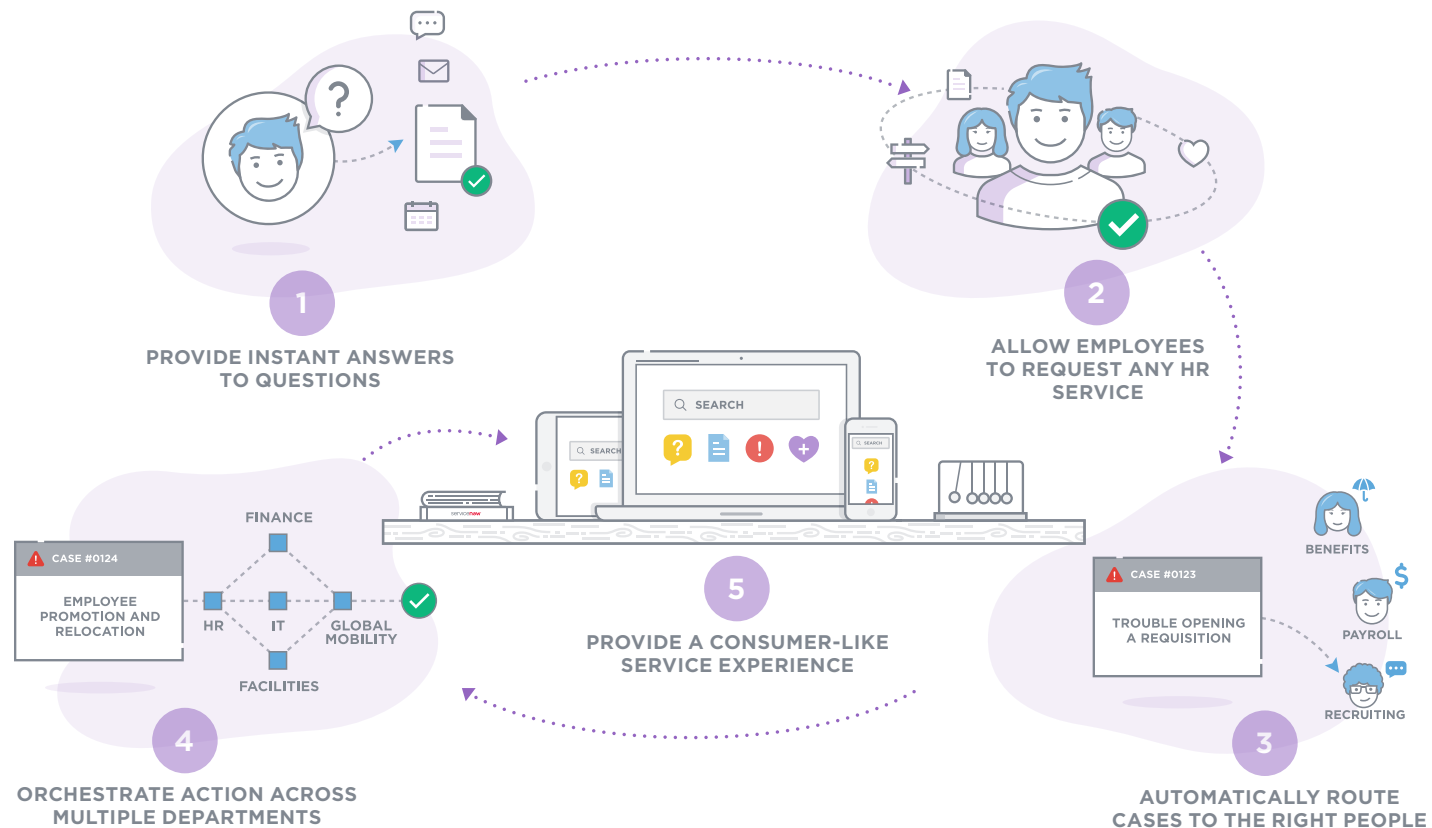 ?
1
PROVIDE INSTANT ANSWERS
TO QUESTIONS
2
ALLOW EMPLOYEES
TO REQUEST ANY HR
SERVICE
CASE #0123
TROUBLE OPENING
A REQUISITION
BENEFITS
$
PAYROLL
RECRUITING
3
AUTOMATICALLY ROUTE
CASES TO THE RIGHT PEOPLE
CASE #0124
EMPLOYEE
PROMOTION AND
RELOCATION
FINANCE
HR
IT
GLOBAL
MOBILITY
FACILITIES
4
ORCHESTRATE ACTION ACROSS
MULTIPLE DEPARTMENTS
servicenow
SEARCH
?
SEARCH
? ! +
SEARCH
?
!
5
PROVIDE A CONSUMER-LIKE
SERVICE EXPERIENCE